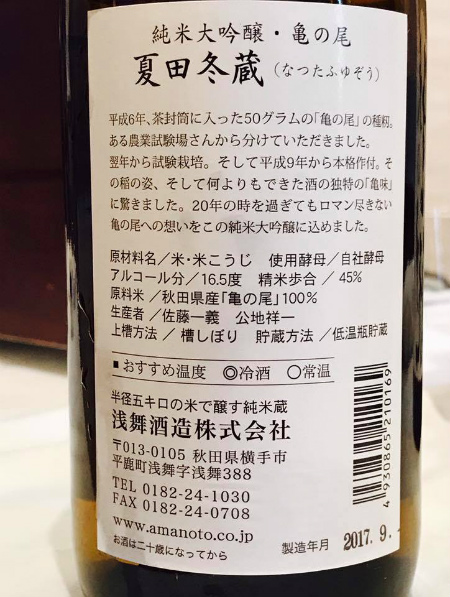 純米大吟醸・亀の尾
夏田冬蔵（なつたふゆぞう）
平成6年、茶封筒に入った50グラムの「亀の尾」の種籾。
ある農業試験場さんから分けていただきました。
翌年から試験栽培。そして平成9年から本格作付。そ
の稲の姿、そして何よりもできた酒の独特の「亀味」
に驚きました。20年の時を過ぎてもロマン尽きない
亀の尾への想いをこの純米大吟醸に込めました。
原材料名／米・米こうじ 使用酵母／自社酵母
アルコール分／16.5度 精米歩合／45%
原料米／秋田県産「亀の尾」100%
生産者／佐藤一義 公地祥一
上槽方法／槽しぼり 貯蔵方法／低温瓶貯蔵
■おすすめ温度 ◎冷酒 ○常温
半径五キロの米で醸す純米蔵
浅舞酒造株式会社
〒013-0105 秋田県横手市
平鹿町浅舞字浅舞388
TEL 0182-24-1030
FAX 0182-24-0708
www.amanoto.co.jp
お酒は二十歳になってから
製造年月 2017.9.
4930865210169